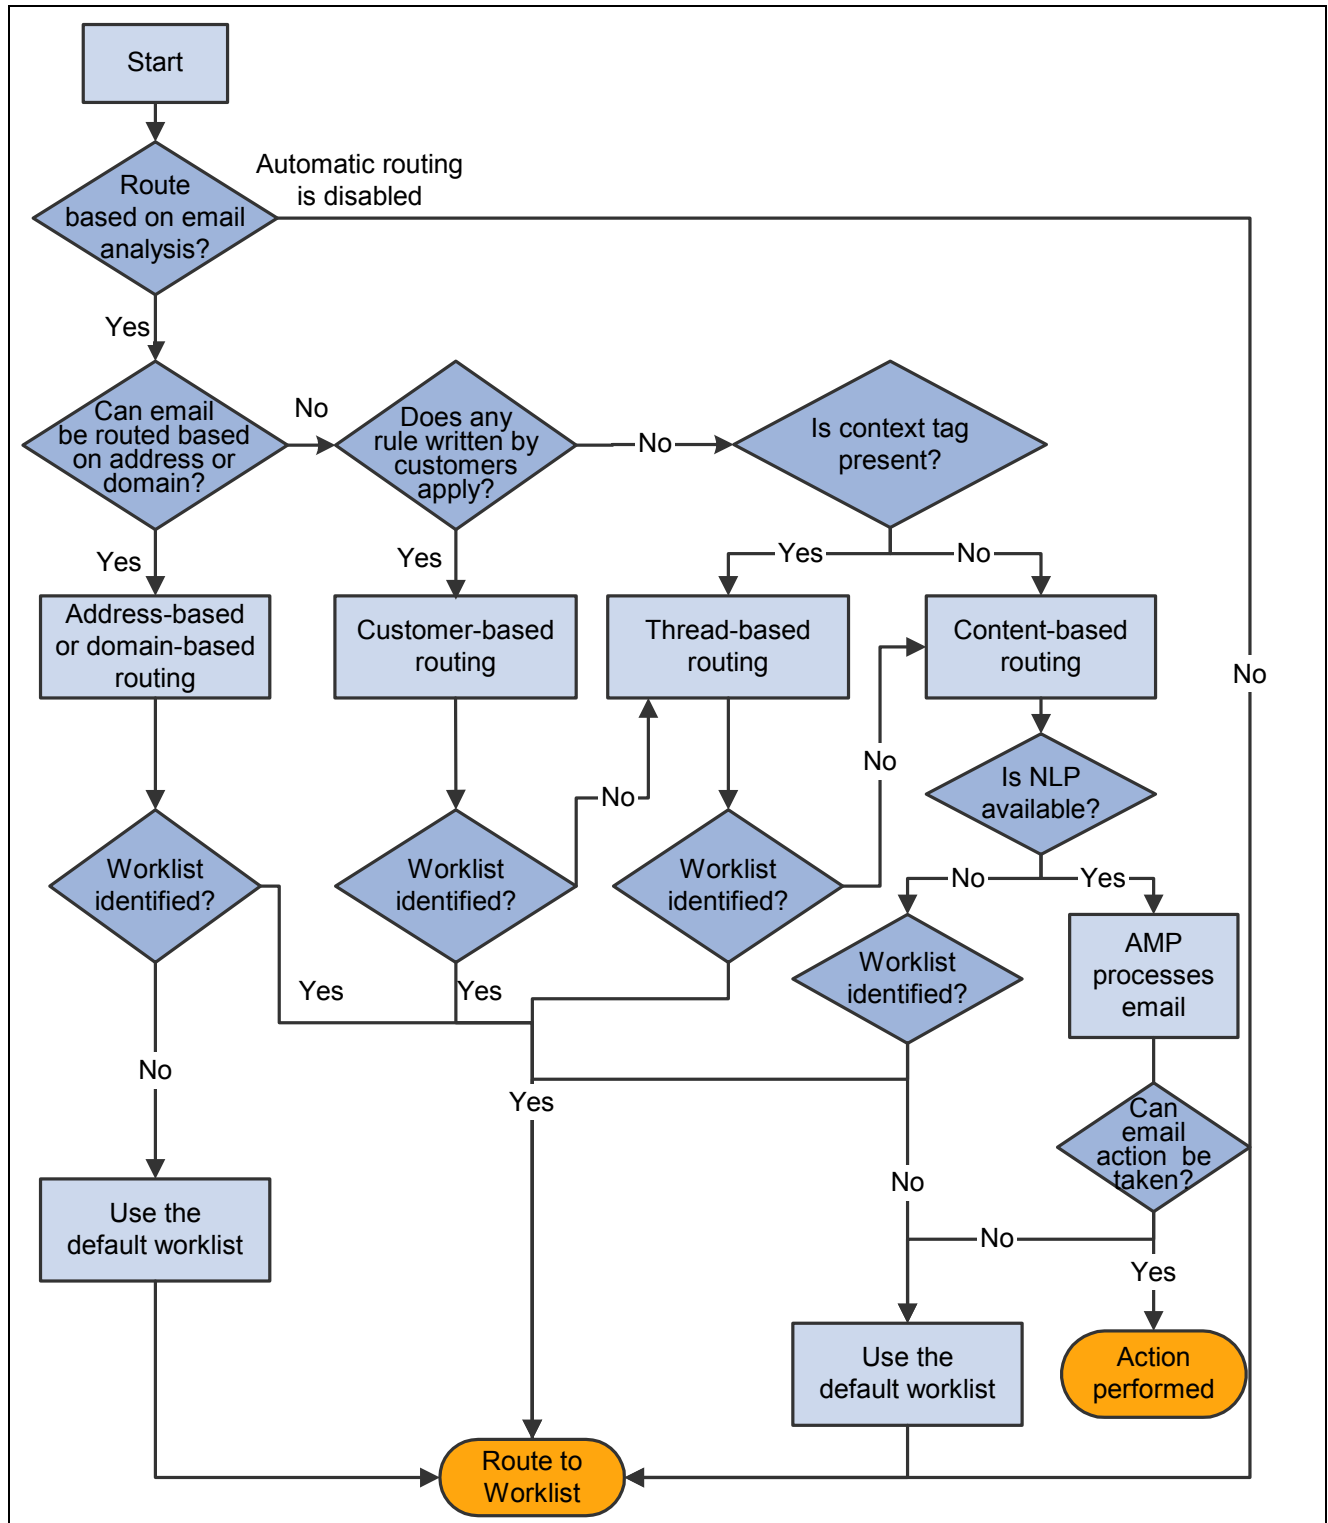 Start
Automatic routing
is disabled
Route
based on email
analysis?
Yes
Can email
be routed based
on address or
domain?
No
Does any
rule written by
customers
apply?
No
Is context tag
present?
Yes
Yes
Yes
No
Address-based
or domain-based
routing
Customer-based
routing
Thread-based
routing
Content-based
routing
No
No
No
Is NLP
available?
Worklist
identified?
Worklist
identified?
Worklist
identified?
No
Yes
Worklist
identified?
AMP
processes
email
Yes
Yes
No
Yes
Can
email
action be
taken?
No
Use the
default worklist
No
Yes
Use the
default worklist
Action
performed
Route to
Worklist